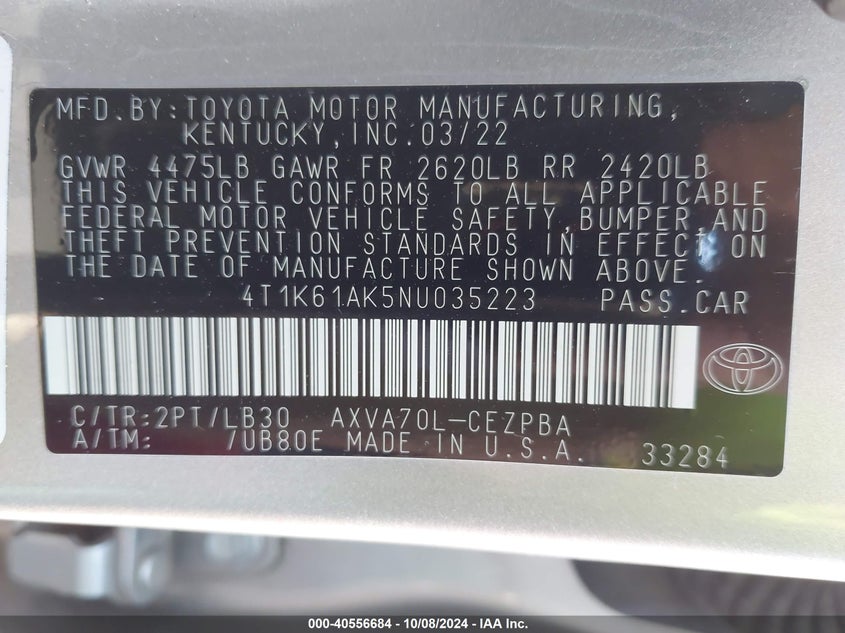 MFD.BY:TOYOTA MOTOR MANUFACTURING,
KENTUCKY,INC.03/22
GVWR 4475LB GAWR FR 2620LB RR 2420LB
THIS VEHICLE CONFORMS TO ALL APPLICABLE
FEDERAL MOTOR VEHICLE SAFETY,BUMPER,AND
THEFT PREVENTION STANDARDS IN EFFECT ON
THE DATE OF MANUFACTURE SHOWN ABOVE.
4T1K61AK5NU035223 PASS.CAR
C/TR:2PT/LB30 AXVA70L-CEZPBA
A/TM: /UB80E MADE IN U.S.A. 33284
000-40556684 - 10/08/2024 - IAA Inc.